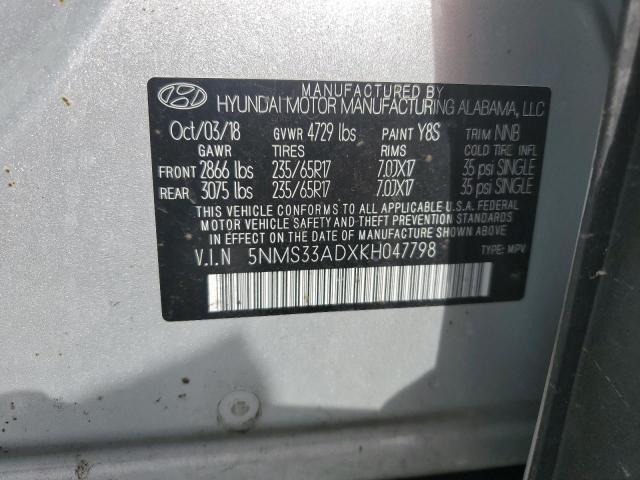 MANUFACTURED BY
HYUNDAI MOTOR MANUFACTURING ALABAMA, LLC
Oct/03/18 GVWR 4729 lbs PAINT Y8S TRIM NNB
GAWR TIRES RIMS COLD TIRE INFL
FRONT 2866 lbs 235/65R17 7.0JX17 35 psi SINGLE
REAR 3075 lbs 235/65R17 7.0JX17 35 psi SINGLE
THIS VEHICLE CONFORMS TO ALL APPLICABLE U.S.A. FEDERAL
MOTOR VEHICLE SAFETY AND THEFT PREVENTION STANDARDS
IN EFFECT ON THE DATE OF MANUFACTURE SHOWN ABOVE.
V.I.N 5NMS33ADXKH047798 TYPE: MPV